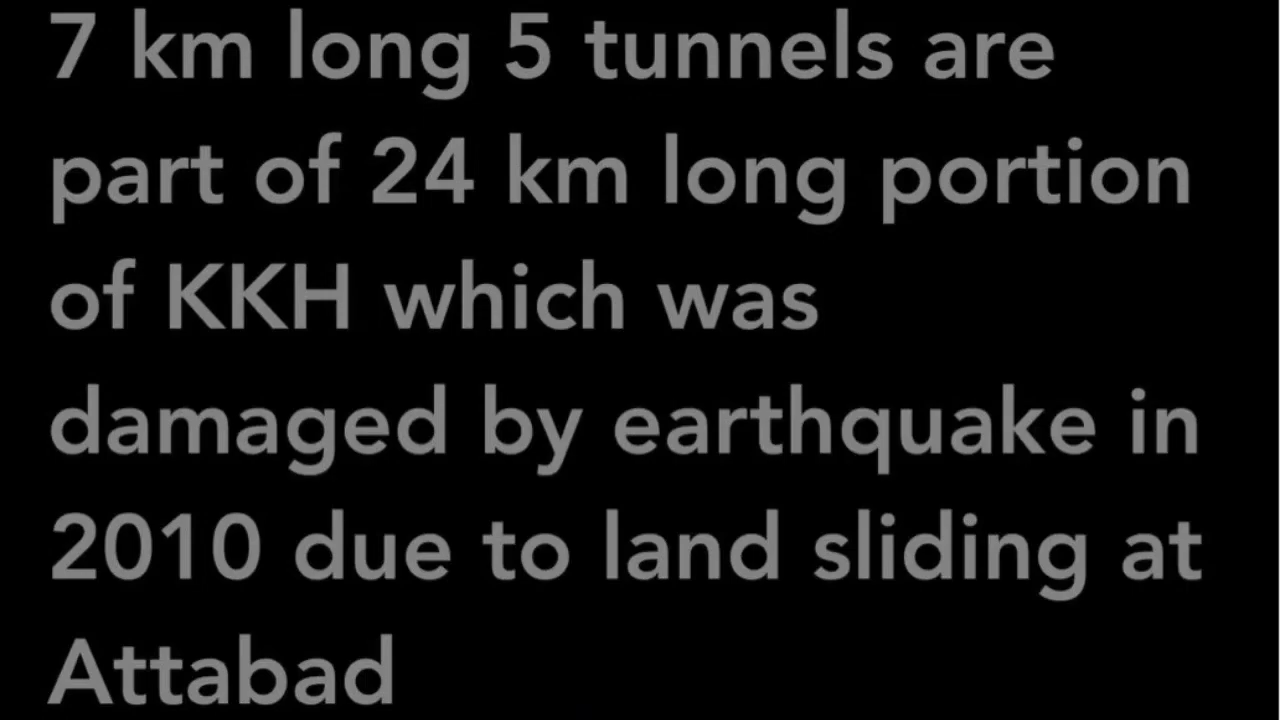 7 km long 5 tunnels are
part of 24 km long portion
of KKH which was
damaged by earthquake in
2010 due to land sliding at
Attabad